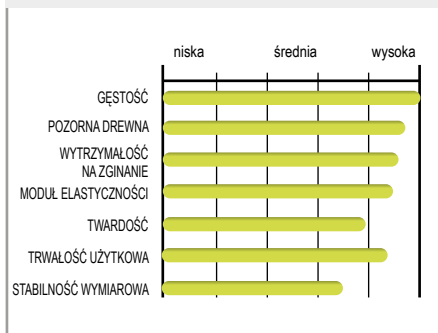 niska średnia wysoka
GĘSTOŚĆ
POZORNA DREWNA
WYTRZYMAŁOŚĆ
NA ZGINANIE
MODUŁ ELASTYCZNOŚCI
TWARDOŚĆ
TRWAŁOŚĆ UŻYTKOWA
STABILNOŚĆ WYMIAROWA